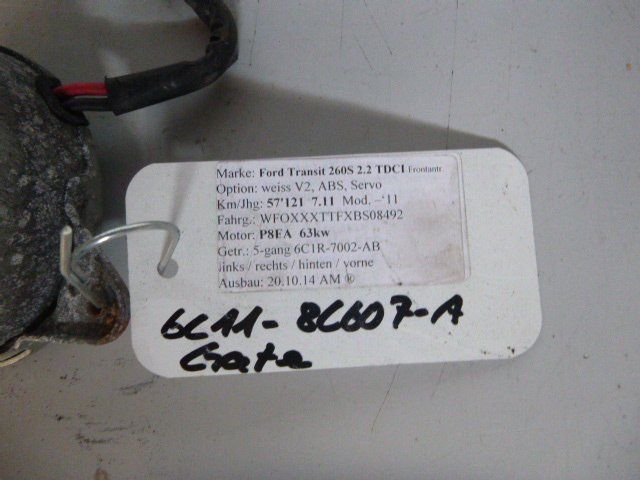 Marke: Ford Transit 260S 2.2 TDCI Frontantr.
Option: weiss V2, ABS, Servo
Km/Jhg: 57'121 7.11 Mod. –'11
Fahrg.: WFOXXXTTFXBS08492
Motor: P8FA 63kw
Getr.: 5-gang 6C1R-7002-AB
links / rechts / hinten / vorne
Ausbau: 20.10.14 AM ®
6C11-8C607-A